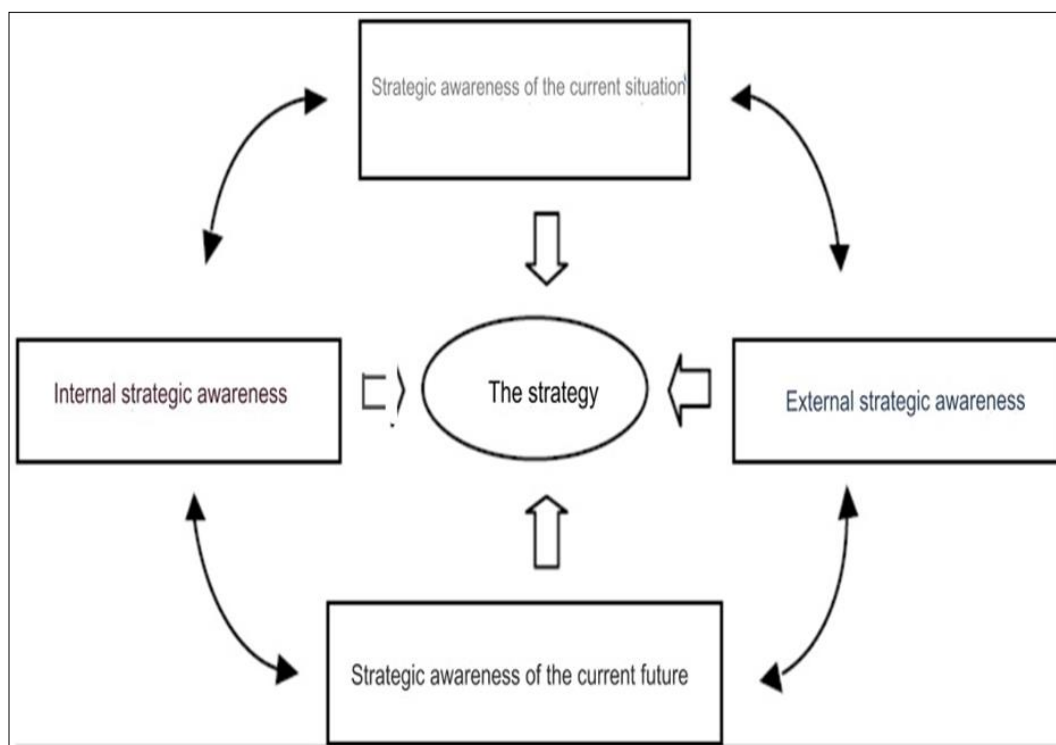 Strategic awareness of the current situation
Internal strategic awareness
The strategy
External strategic awareness
Strategic awareness of the current future